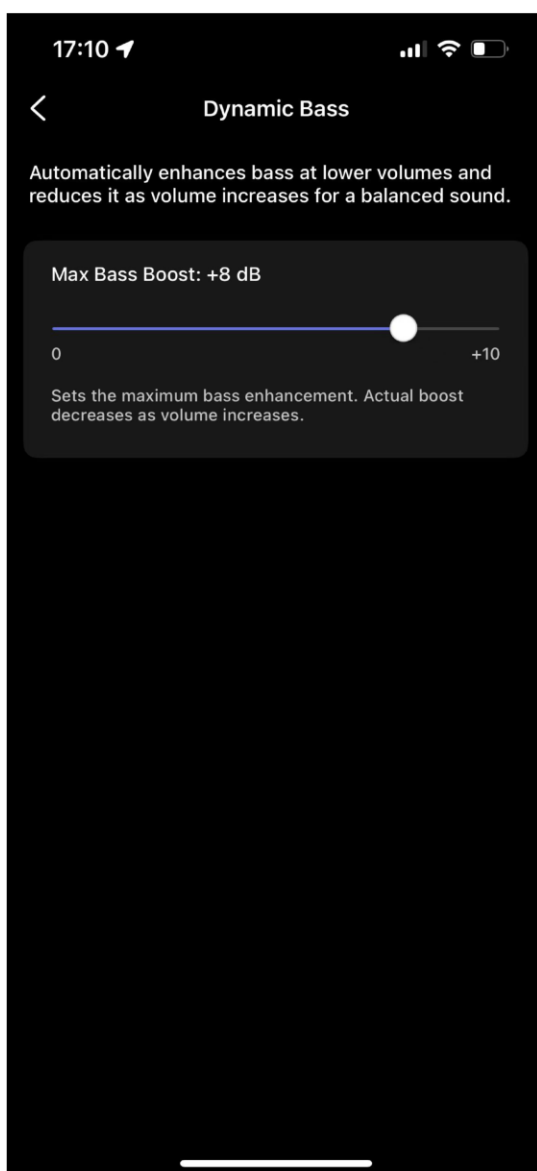 17:10
Dynamic Bass
Automatically enhances bass at lower volumes and
reduces it as volume increases for a balanced sound.
Max Bass Boost: +8 dB
0 +10
Sets the maximum bass enhancement. Actual boost
decreases as volume increases.